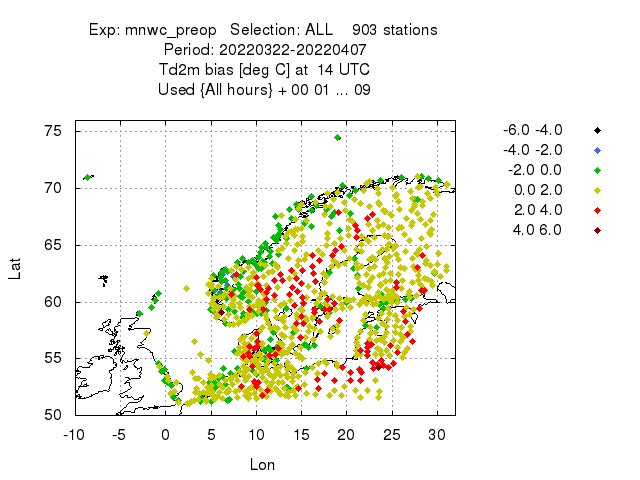 Exp: mnwc_preop Selection: ALL 903 stations
Period: 20220322-20220407
Td2m bias [deg C] at 14 UTC
Used {All hours} + 00 01 ... 09
-6.0 -4.0
-4.0 -2.0
-2.0 0.0
0.0 2.0
2.0 4.0
4.0 6.0
75
70
65
60
55
50
Lat
-10 -5 0 5 10 15 20 25 30
Lon